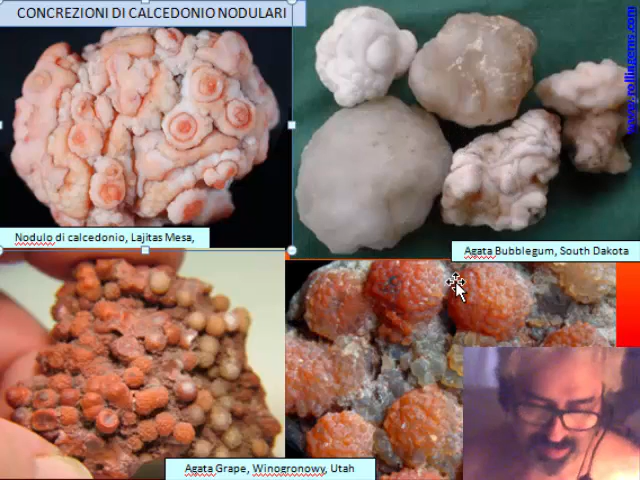 CONCREZIONI DI CALCEDONIO NODULARI
Nodulo di calcedonio, Lajitas Mesa,
Agata Bubblegum, South Dakota
Agata Grape, Winogronowy, Utah